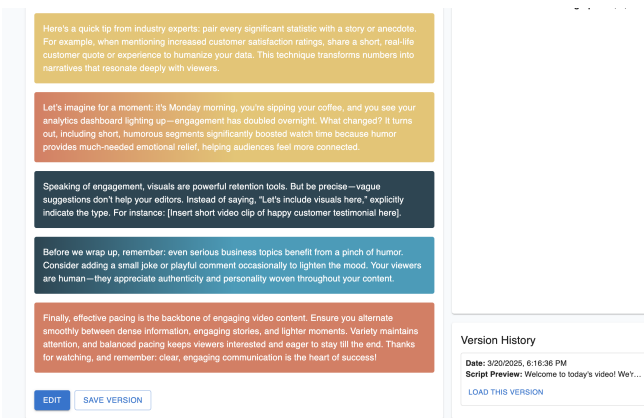 Here's a quick tip from industry experts: pair every significant statistic with a story or anecdote.
For example, when mentioning increased customer satisfaction ratings, share a short, real-life
customer quote or experience to humanize your data. This technique transforms numbers into
narratives that resonate deeply with viewers.
Let's imagine for a moment: it's Monday morning, you're sipping your coffee, and you see your
analytics dashboard lighting up—engagement has doubled overnight. What changed? It turns
out, including short, humorous segments significantly boosted watch time because humor
provides much-needed emotional relief, helping audiences feel more connected.
Speaking of engagement, visuals are powerful retention tools. But be precise—vague
suggestions don't help your editors. Instead of saying, "Let's include visuals here," explicitly
indicate the type. For instance: [Insert short video clip of happy customer testimonial here].
Before we wrap up, remember: even serious business topics benefit from a pinch of humor.
Consider adding a small joke or playful comment occasionally to lighten the mood. Your viewers
are human—they appreciate authenticity and personality woven throughout your content.
Finally, effective pacing is the backbone of engaging video content. Ensure you alternate
smoothly between dense information, engaging stories, and lighter moments. Variety maintains
attention, and balanced pacing keeps viewers interested and eager to stay till the end. Thanks
for watching, and remember: clear, engaging communication is the heart of success!
EDIT
SAVE VERSION
Version History
Date: 3/20/2025, 6:16:36 PM
Script Preview: Welcome to today's video! We'r...
LOAD THIS VERSION